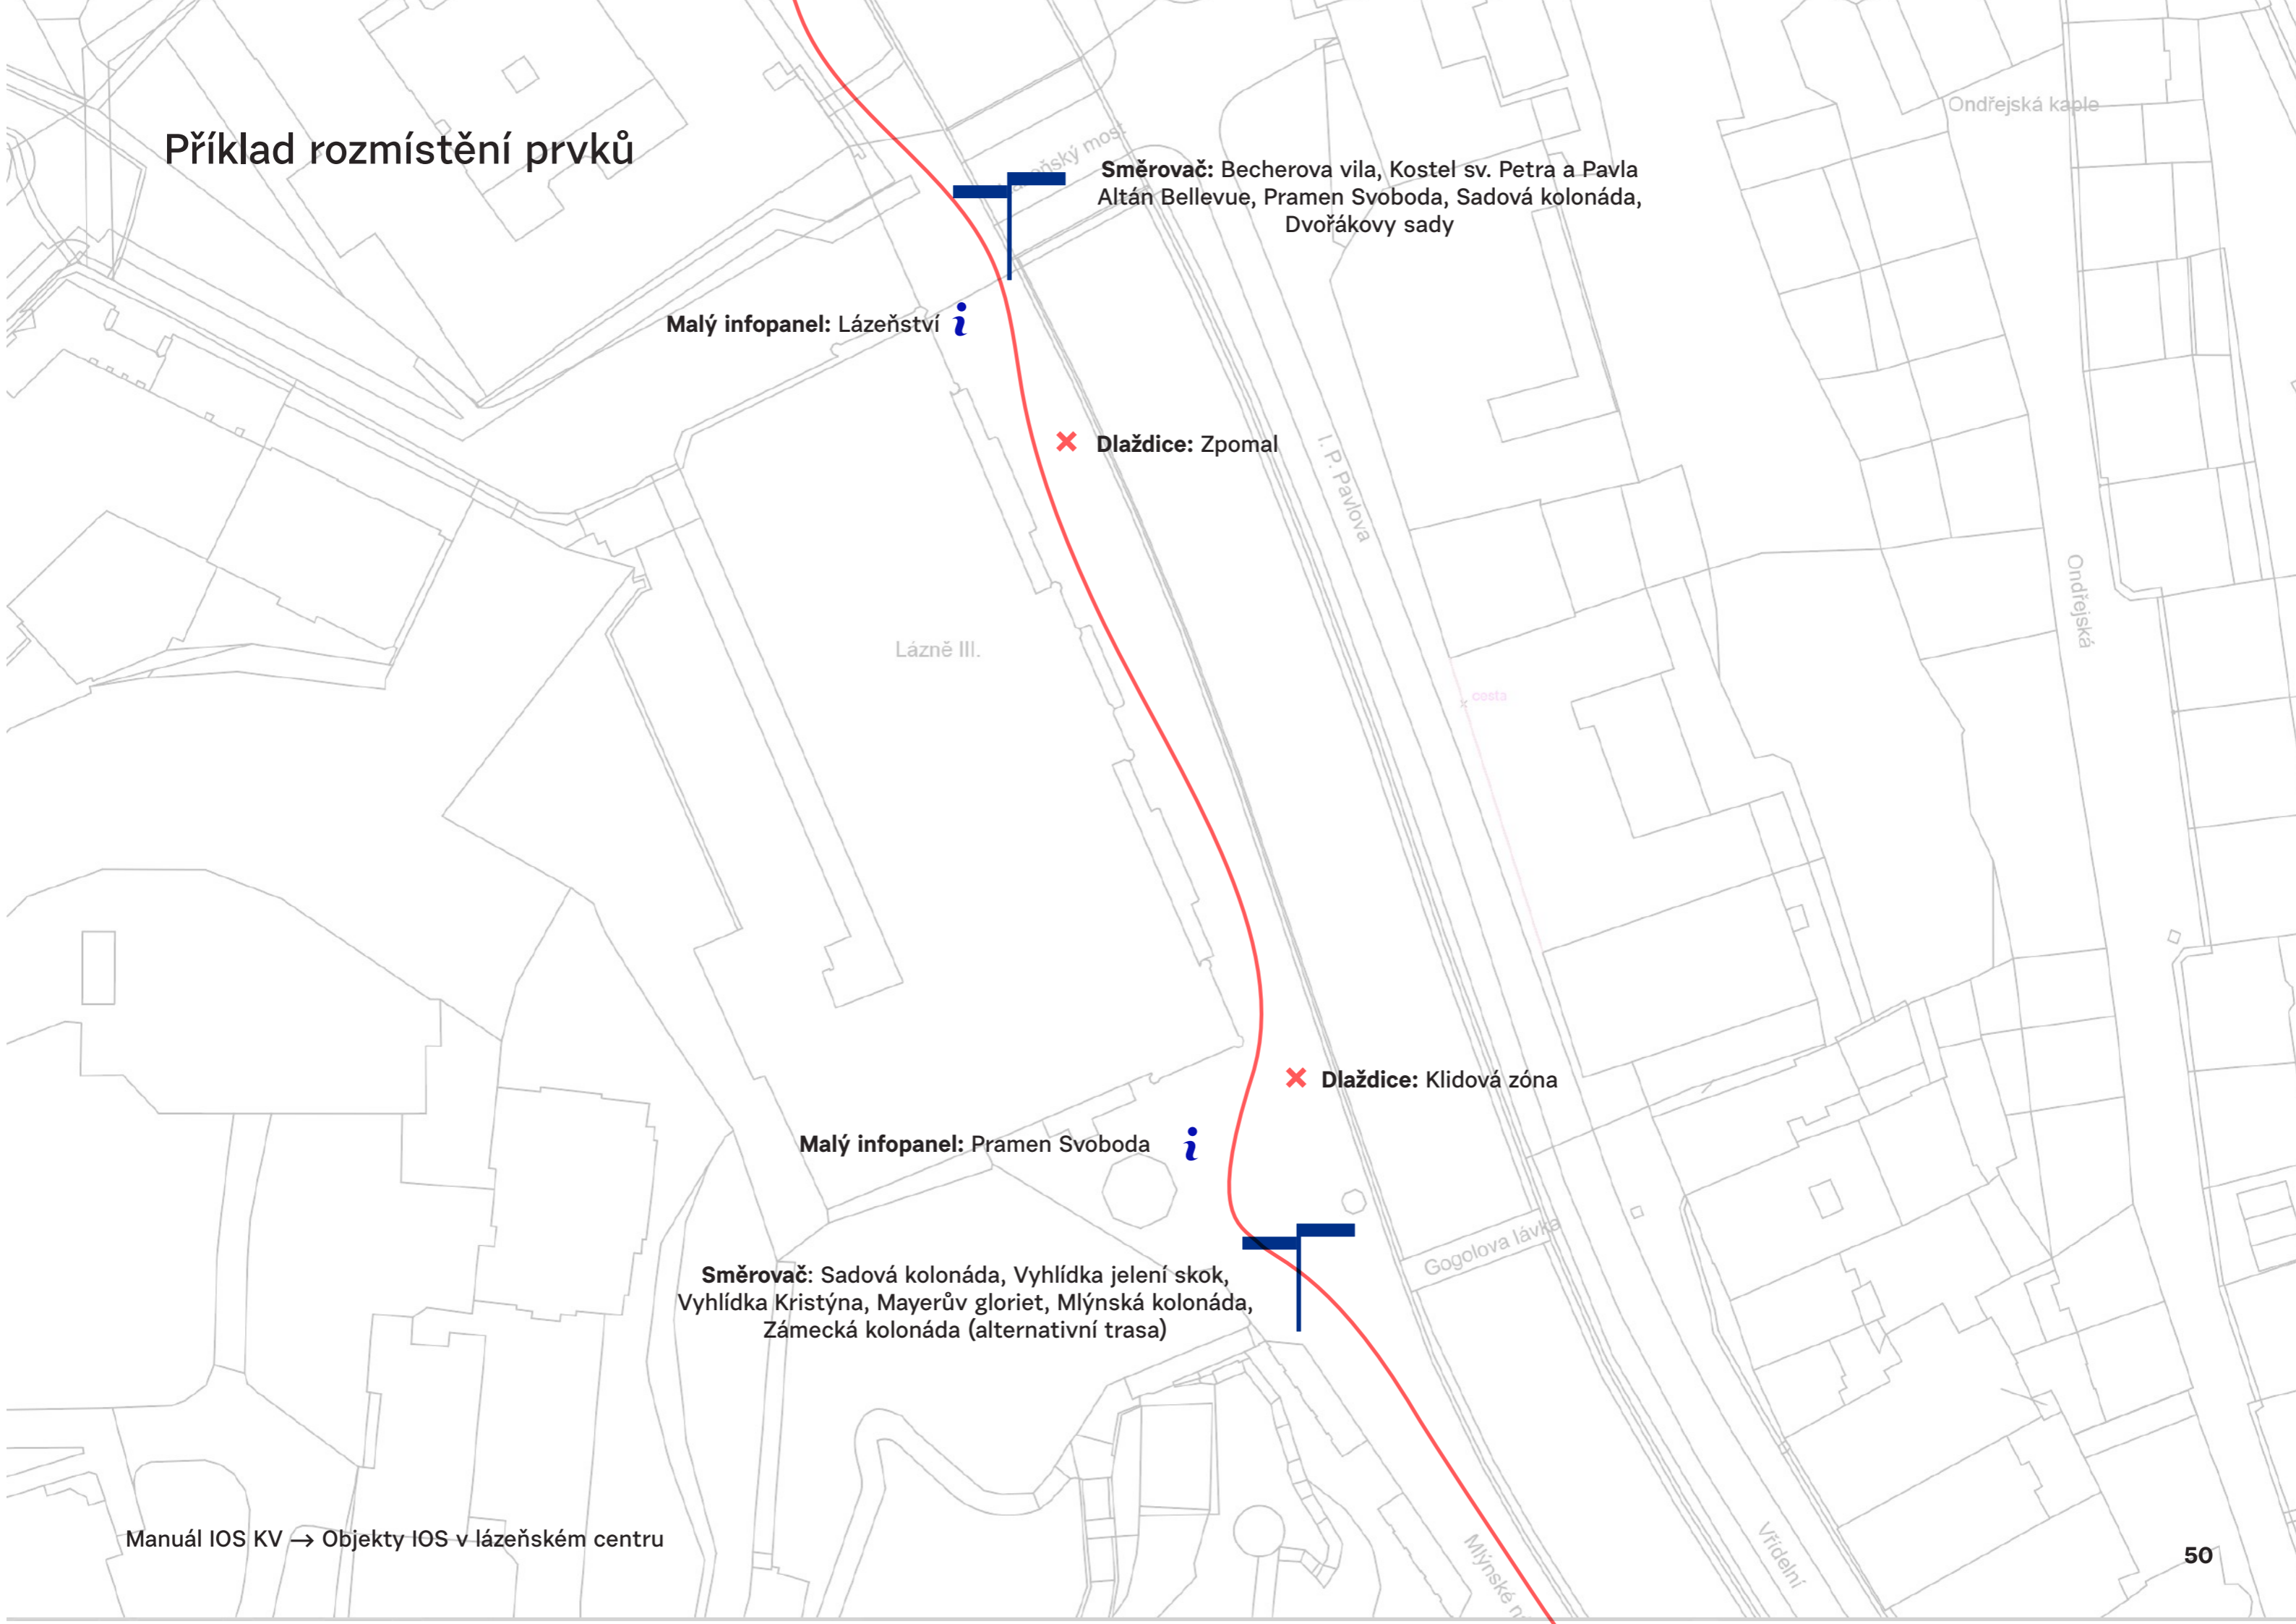 Příklad rozmístění prvků
Ondřejská kaple
Směrovač: Becherova vila, Kostel sv. Petra a Pavla
Altán Bellevue, Pramen Svoboda, Sadová kolonáda,
Dvořákovy sady
most
Malý infopanel: Lázeňství i
Dlaždice: Zpomal
I. P. Pavlova
Ondřejská
Lázně III.
costa
Dlaždice: Klidová zóna
Malý infopanel: Pramen Svoboda i
Gogolova lávka
Směrovač: Sadová kolonáda, Vyhlídka jelení skok,
Vyhlídka Kristýna, Mayerův gloriet, Mlýnská kolonáda,
Zámecká kolonáda (alternativní trasa)
Mlýnské
Vřídelní
Manuál IOS KV → Objekty IOS v lázeňském centru
50